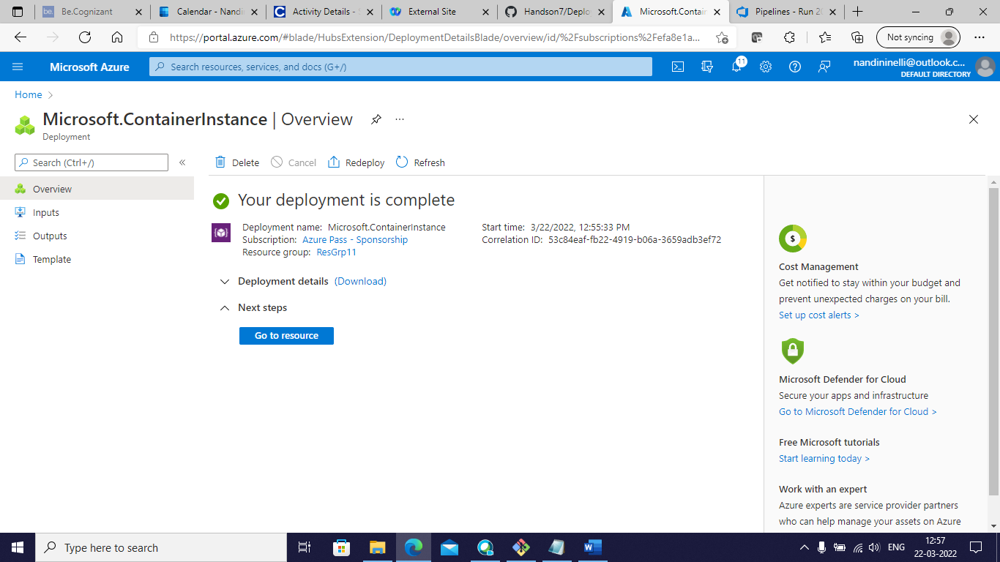 Be.Cognizant
Calendar - Nandi
Activity Details -
External Site
Handson7/Deplo
Microsoft.Contain
Pipelines - Run 20
https://portal.azure.com/#blade/HubsExtension/DeploymentDetailsBlade/overview/id/%2Fsubscriptions%2Fefa8e1a...
Not syncing
Microsoft Azure
Search resources, services, and docs (G+/)
11
nandininelli@outlook.c...
DEFAULT DIRECTORY
Home
Microsoft.ContainerInstance | Overview
Deployment
Search (Ctrl+/)
Delete
Cancel
Redeploy
Refresh
Overview
Inputs
Outputs
Template
Your deployment is complete
Deployment name: Microsoft.ContainerInstance
Subscription: Azure Pass - Sponsorship
Resource group: ResGrp11
Start time: 3/22/2022, 12:55:33 PM
Correlation ID: 53c84eaf-fb22-4919-b06a-3659adb3ef72
Deployment details (Download)
Next steps
Go to resource
Cost Management
Get notified to stay within your budget and
prevent unexpected charges on your bill.
Set up cost alerts >
Microsoft Defender for Cloud
Secure your apps and infrastructure
Go to Microsoft Defender for Cloud >
Free Microsoft tutorials
Start learning today >
Work with an expert
Azure experts are service provider partners
who can help manage your assets on Azure
Type here to search
ENG
12:57
22-03-2022